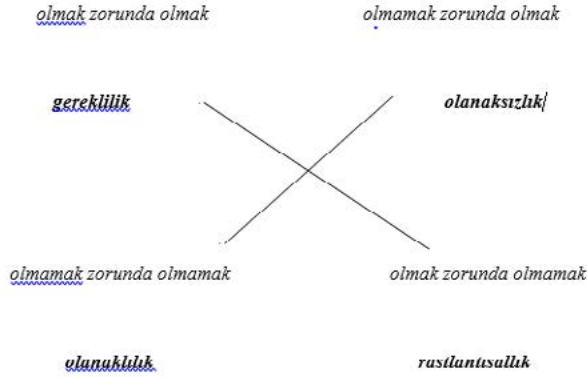 olmak zorunda olmak
olmamak zorunda olmak
gereklilik
olanaksızlık
olmamak zorunda olmamak
olmak zorunda olmamak
olanaklılık
rastlantısallık